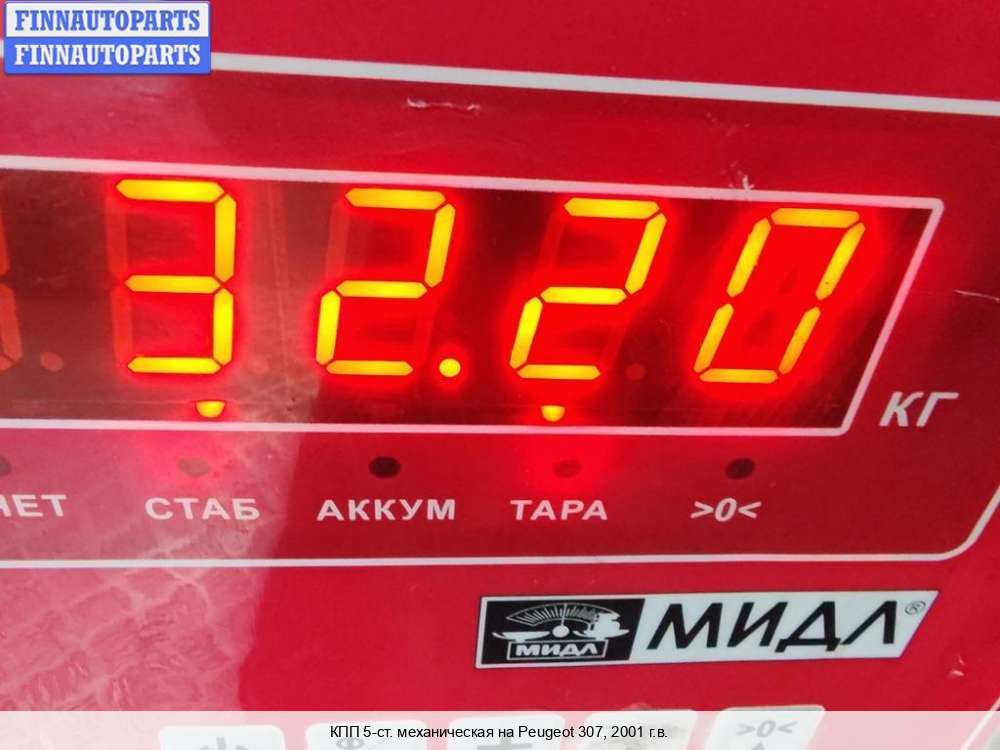 FINNAUTOPARTS
FINNAUTOPARTS
32.20
КГ
СТАБ АККУМ ТАРА >0<
МИДЛ МИДЛ®
>0<
КПП 5-ст. механическая на Peugeot 307, 2001 г.в.